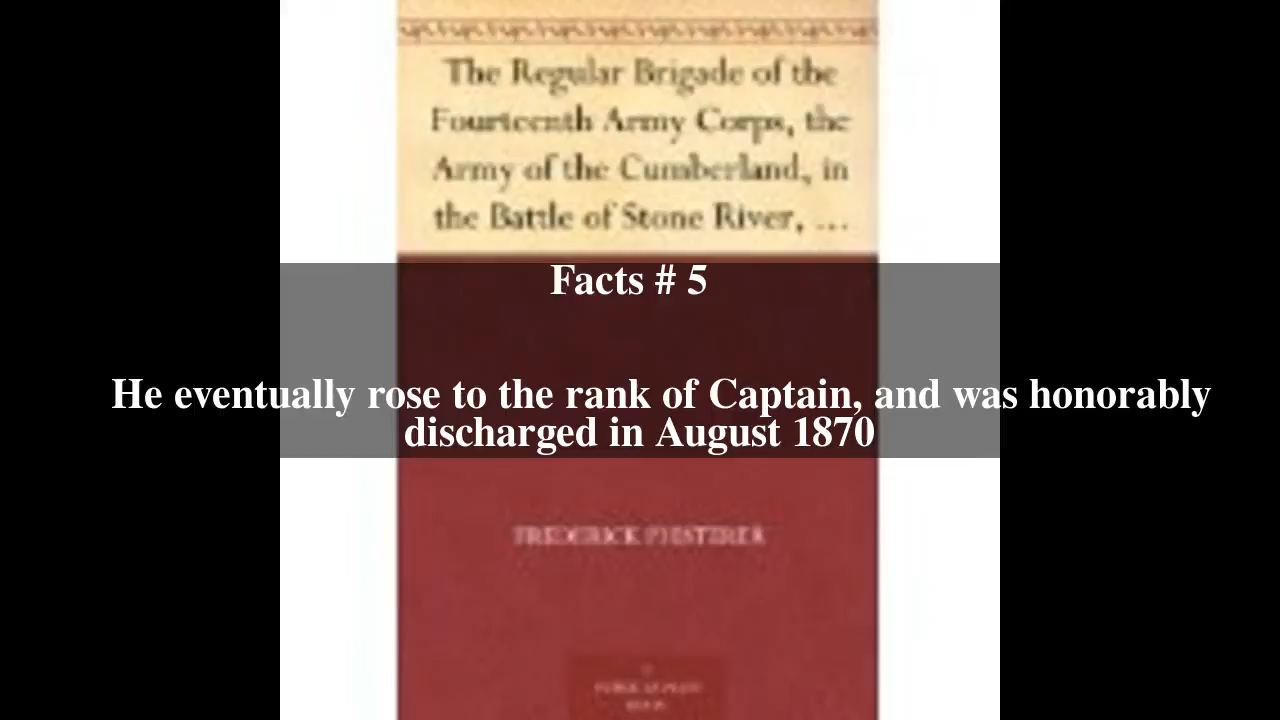 The Regular Brigade of the
Fourteenth Army Corps, the
Army of the Cumberland, in
the Battle of Stone River, ...
Facts # 5
He eventually rose to the rank of Captain, and was honorably
discharged in August 1870
FREDERICK PHISTERER